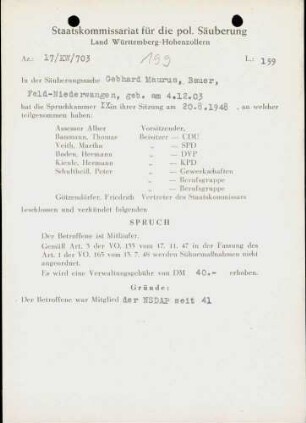 Staatskommissariat für die pol. Säuberung
Land Württemberg-Hohenzollern
Az.: 17/XV/703 199 L.: 159
In der Säuberungssache Gebhard Maurus, Bauer,
Feld-Niederwangen, geb. am 4.12.03
hat die Spruchkammer IX in ihrer Sitzung am 20.8.1948, an welcher
teilgenommen haben:
Assessor Alber Vorsitzender,
Baumann, Thomas Beisitzer — CDU
Veith, Martha „ — SPD
Boden, Hermann „ — DVP
Kienle, Hermann „ — KPD
Schultheiß, Peter „ — Gewerkschaften
„ — Berufsgruppe
„ — Berufsgruppe
Götzendörfer, Friedrich Vertreter des Staatskommissars
beschlossen und verkündet folgenden
SPRUCH
Der Betroffene ist Mitläufer.
Gemäß Art. 3 der VO. 133 vom 17. 11. 47 in der Fassung des
Art. 1 der VO. 165 vom 13. 7. 48 werden Sühnemaßnahmen nicht
angeordnet.
Es wird eine Verwaltungsgebühr von DM 40.- erhoben.
Gründe:
Der Betroffene war Mitglied der NSDAP seit 41